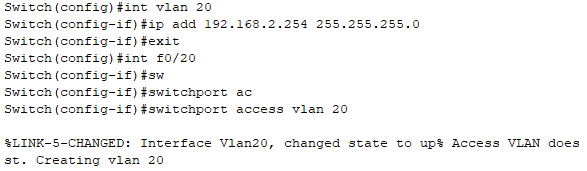 Switch(config)#int vlan 20
Switch(config-if)#ip add 192.168.2.254 255.255.255.0
Switch(config-if)#exit
Switch(config)#int f0/20
Switch(config-if)#sw
Switch(config-if)#switchport ac
Switch(config-if)#switchport access vlan 20
%LINK-5-CHANGED: Interface Vlan20, changed state to up% Access VLAN does
st. Creating vlan 20